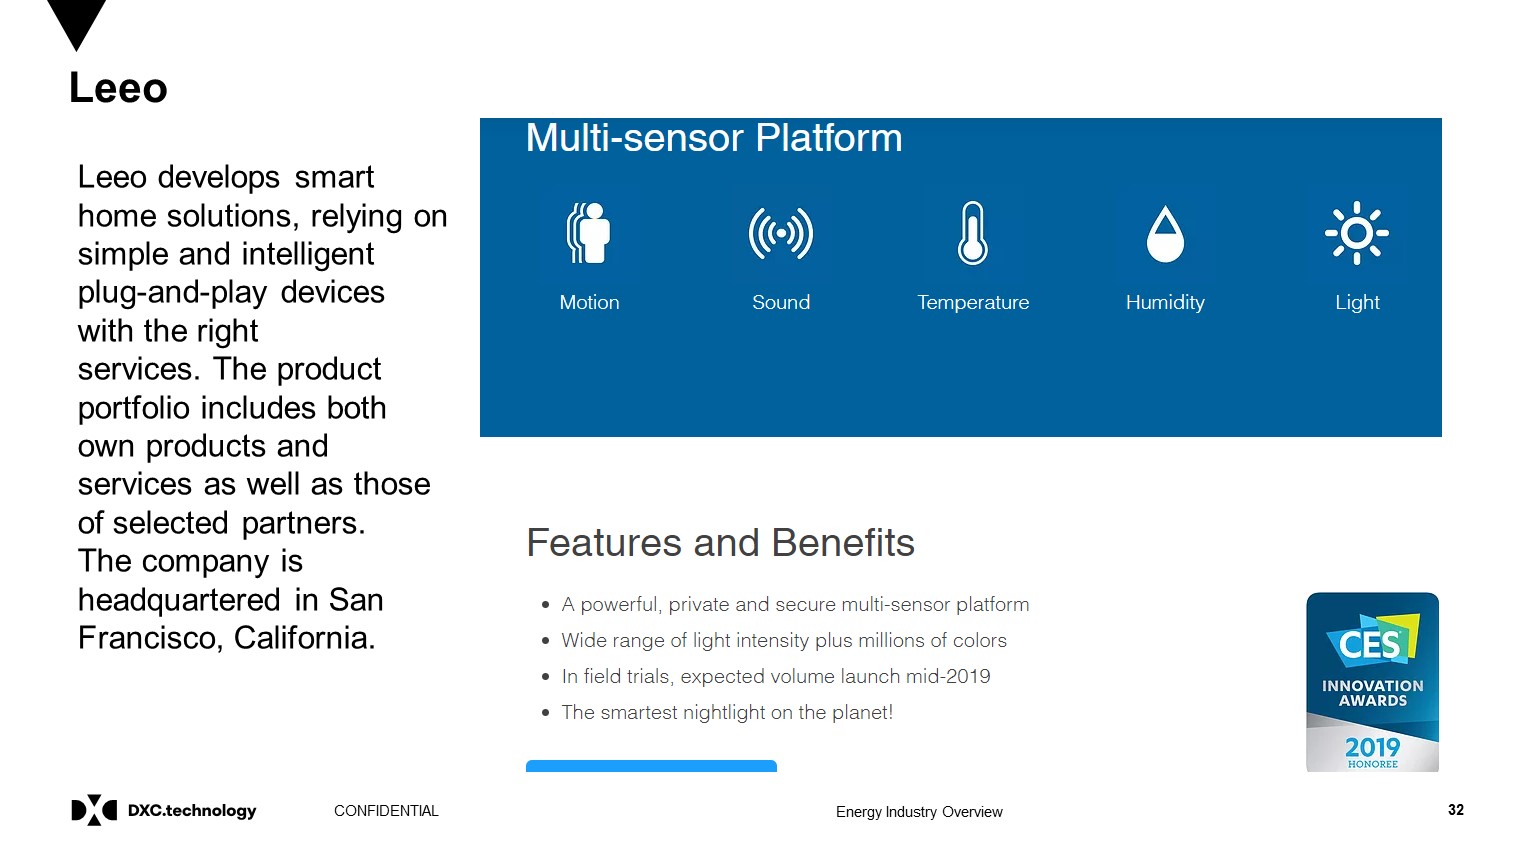 Leeo
Leeo develops smart
home solutions, relying on
simple and intelligent
plug-and-play devices
with the right
services. The product
portfolio includes both
own products and
services as well as those
of selected partners.
The company is
headquartered in San
Francisco, California.
Multi-sensor Platform
Motion
Sound
Temperature
Humidity
Light
Features and Benefits
• A powerful, private and secure multi-sensor platform
• Wide range of light intensity plus millions of colors
• In field trials, expected volume launch mid-2019
• The smartest nightlight on the planet!
CES
INNOVATION
AWARDS
2019
HONOREE
DXC.technology
CONFIDENTIAL
Energy Industry Overview
32